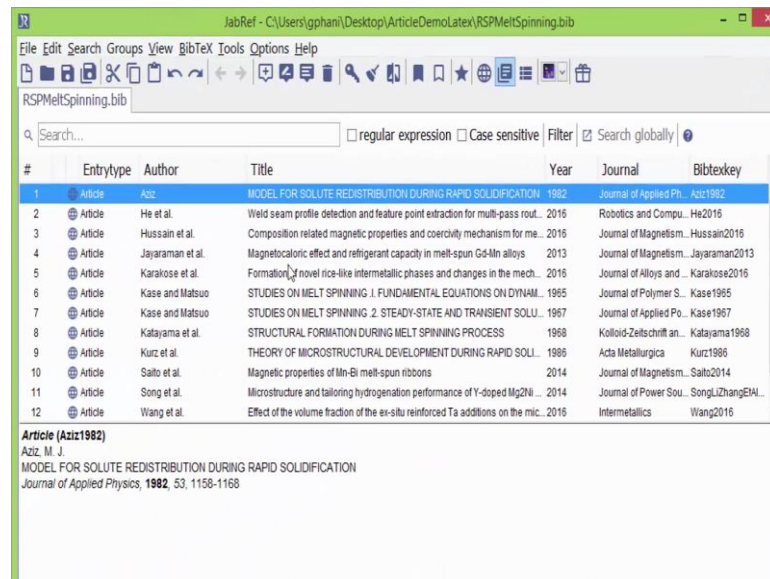 JabRef - C:\Users\gphani\Desktop\ArticleDemoLatex\RSPMeltSpinning.bib
File Edit Search Groups View BibTeX Tools Options Help
RSPMeltSpinning.bib
Search... regular expression Case sensitive Filter Search globally
# Entrytype Author Title Year Journal Bibtexkey
1 Article Aziz MODEL FOR SOLUTE REDISTRIBUTION DURING RAPID SOLIDIFICATION 1982 Journal of Applied Ph... Aziz1982
2 Article He et al. Weld seam profile detection and feature point extraction for multi-pass rout... 2016 Robotics and Compu... He2016
3 Article Hussain et al. Composition related magnetic properties and coercivity mechanism for me... 2016 Journal of Magnetism... Hussain2016
4 Article Jayaraman et al. Magnetocaloric effect and refrigerant capacity in melt-spun Gd-Mn alloys 2013 Journal of Magnetism... Jayaraman2013
5 Article Karakose et al. Formation of novel rice-like intermetallic phases and changes in the mech... 2016 Journal of Alloys and ... Karakose2016
6 Article Kase and Matsuo STUDIES ON MELT SPINNING .I. FUNDAMENTAL EQUATIONS ON DYNAM... 1965 Journal of Polymer S... Kase1965
7 Article Kase and Matsuo STUDIES ON MELT SPINNING .2. STEADY-STATE AND TRANSIENT SOLU... 1967 Journal of Applied Po... Kase1967
8 Article Katayama et al. STRUCTURAL FORMATION DURING MELT SPINNING PROCESS 1968 Kolloid-Zeitschrift an... Katayama1968
9 Article Kurz et al. THEORY OF MICROSTRUCTURAL DEVELOPMENT DURING RAPID SOLI... 1986 Acta Metallurgica Kurz1986
10 Article Saito et al. Magnetic properties of Mn-Bi melt-spun ribbons 2014 Journal of Magnetism... Saito2014
11 Article Song et al. Microstructure and tailoring hydrogenation performance of Y-doped Mg2Ni ... 2014 Journal of Power Sou... SongLiZhangEtAl...
12 Article Wang et al. Effect of the volume fraction of the ex-situ reinforced Ta additions on the mic... 2016 Intermetallics Wang2016
Article (Aziz1982)
Aziz, M. J.
MODEL FOR SOLUTE REDISTRIBUTION DURING RAPID SOLIDIFICATION
Journal of Applied Physics, 1982, 53, 1158-1168